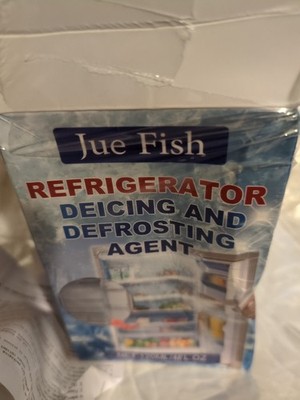 Jue Fish
REFRIGERATOR
DEICING AND
DEFROSTING
AGENT